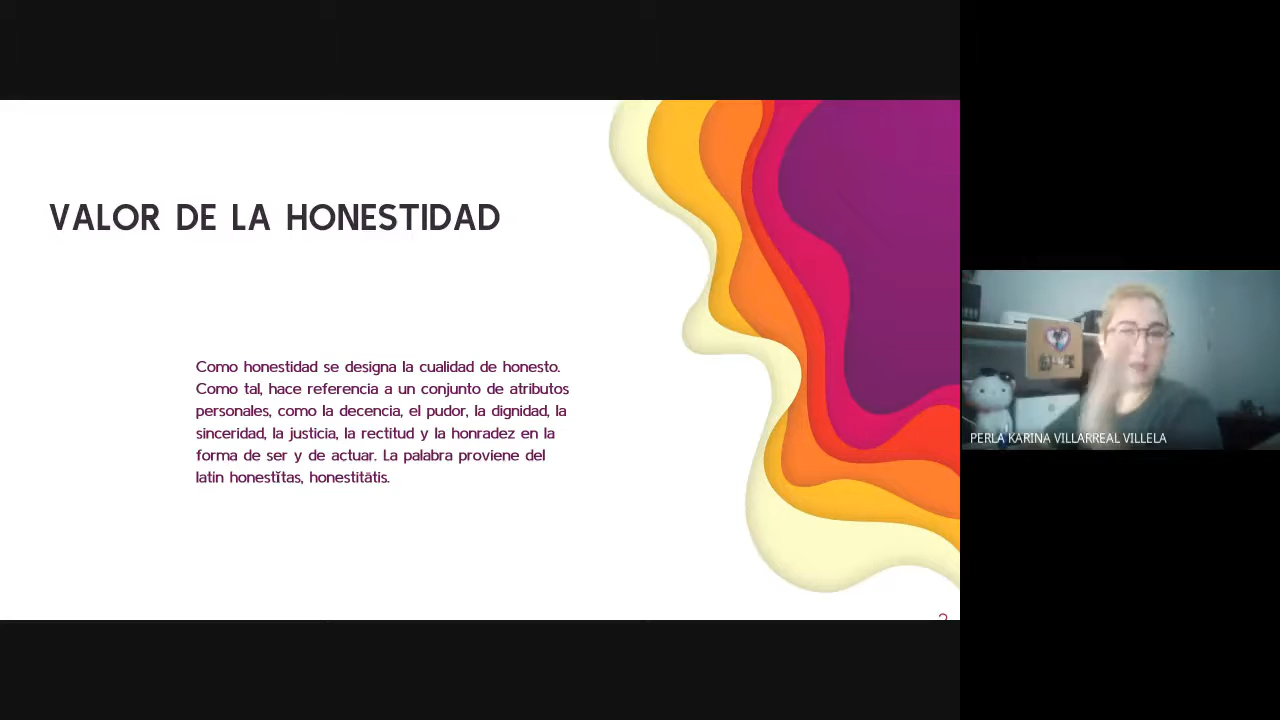 VALOR DE LA HONESTIDAD
Como honestidad se designa la cualidad de honesto.
Como tal, hace referencia a un conjunto de atributos
personales, como la decencia, el pudor, la dignidad, la
sinceridad, la justicia, la rectitud y la honradez en la
forma de ser y de actuar. La palabra proviene del
latín honestĭtas, honestitātis.
PERLA KARINA VILLARREAL VILLELA